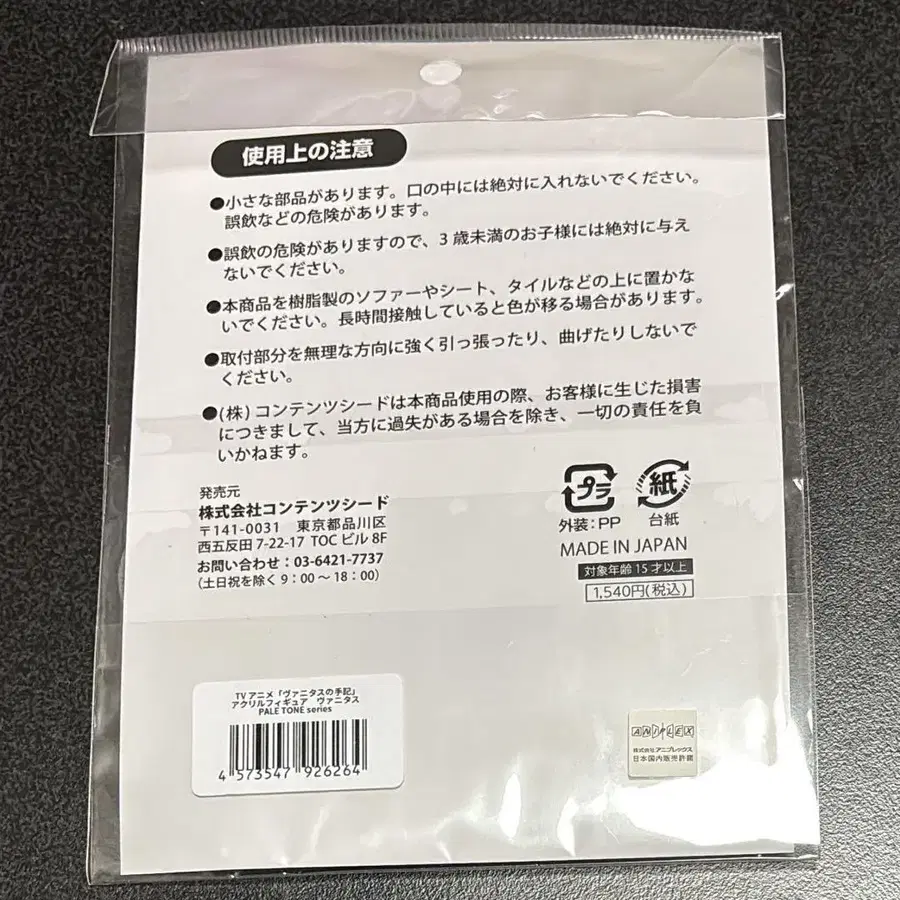 使用上の注意
●小さな部品があります。口の中には絶対に入れないでください。
誤飲などの危険があります。
●誤飲の危険がありますので、3歳未満のお子様には絶対に与え
ないでください。
●本商品を樹脂製のソファーやシート、タイルなどの上に置かな
いでください。長時間接触していると色が移る場合があります。
●取付部分を無理な方向に強く引っ張ったり、曲げたりしないで
ください。
●(株)コンテンツシードは本商品使用の際、お客様に生じた損害
につきまして、当方に過失がある場合を除き、一切の責任を負
いかねます。
発売元
株式会社コンテンツシード
〒141-0031 東京都品川区
西五反田 7-22-17 TOC ビル 8F
お問い合わせ:03-6421-7737
(土日祝を除く 9:00～18:00)
プラ
外装:PP
紙
台紙
MADE IN JAPAN
対象年齢 15 才以上
1,540円(税込)
TV アニメ「ヴァニタスの手記」
アクリルフィギュア ヴァニタス
PALE TONE series
4 573547 926264
ANIPLEX
株式会社 アニプレックス
日本国内販売許諾